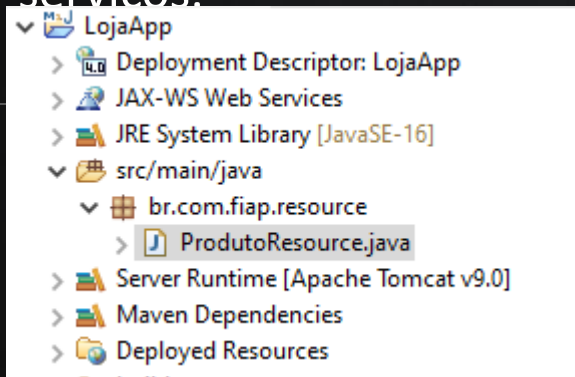 serviços:
LojaApp
Deployment Descriptor: LojaApp
JAX-WS Web Services
JRE System Library [JavaSE-16]
src/main/java
br.com.fiap.resource
ProdutoResource.java
Server Runtime [Apache Tomcat v9.0]
Maven Dependencies
Deployed Resources